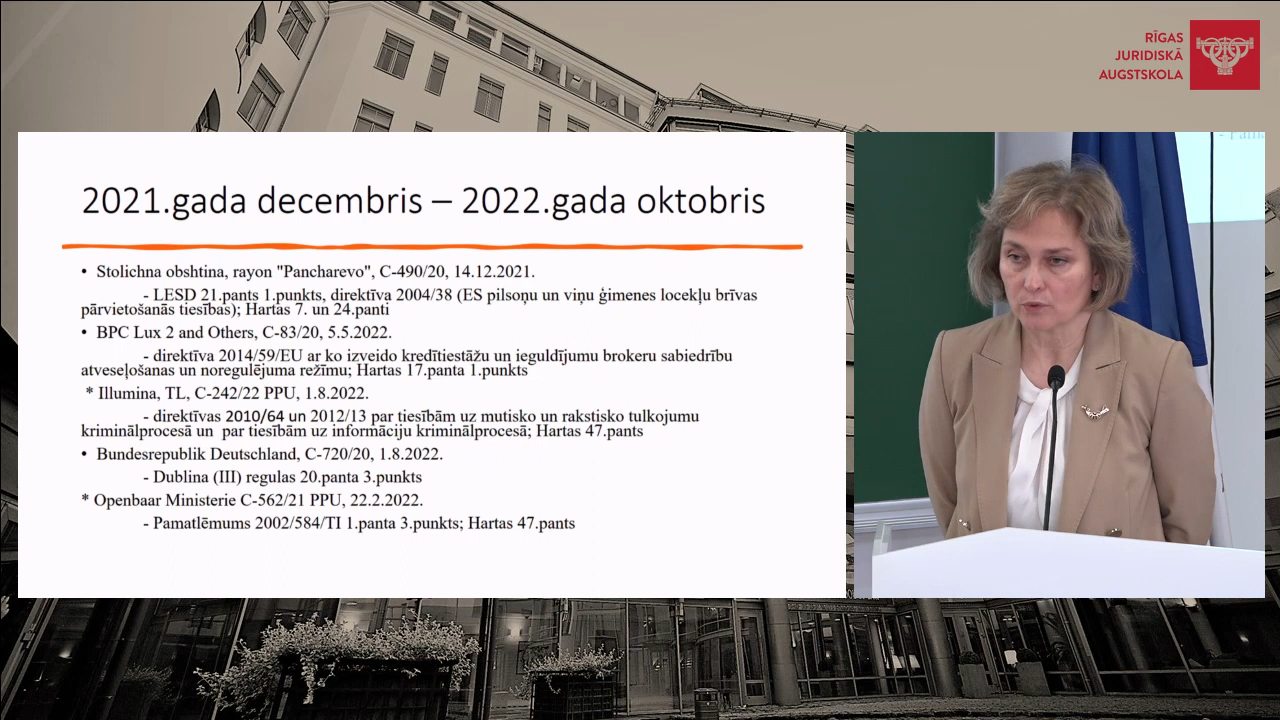 RĪGAS
JURIDISKĀ
AUGSTSKOLA
2021.gada decembris – 2022.gada oktobris
• Stolichna obshtina, rayon "Pancharevo", C-490/20, 14.12.2021.
- LESD 21.pants 1.punkts, direktīva 2004/38 (ES pilsoņu un viņu ģimenes locekļu brīvas
pārvietošanās tiesības); Hartas 7. un 24.panti
• BPC Lux 2 and Others, C-83/20, 5.5.2022.
- direktīva 2014/59/EU ar ko izveido kredītiestāžu un ieguldījumu brokeru sabiedrību
atveseļošanas un noregulējuma režīmu; Hartas 17.panta 1.punkts
* Illumina, TL, C-242/22 PPU, 1.8.2022.
- direktīvas 2010/64 un 2012/13 par tiesībām uz mutisko un rakstisko tulkojumu
kriminālprocesā un par tiesībām uz informāciju kriminālprocesā; Hartas 47.pants
• Bundesrepublik Deutschland, C-720/20, 1.8.2022.
- Dublina (III) regulas 20.panta 3.punkts
* Openbaar Ministerie C-562/21 PPU, 22.2.2022.
- Pamatlēmums 2002/584/TI 1.panta 3.punkts; Hartas 47.pants